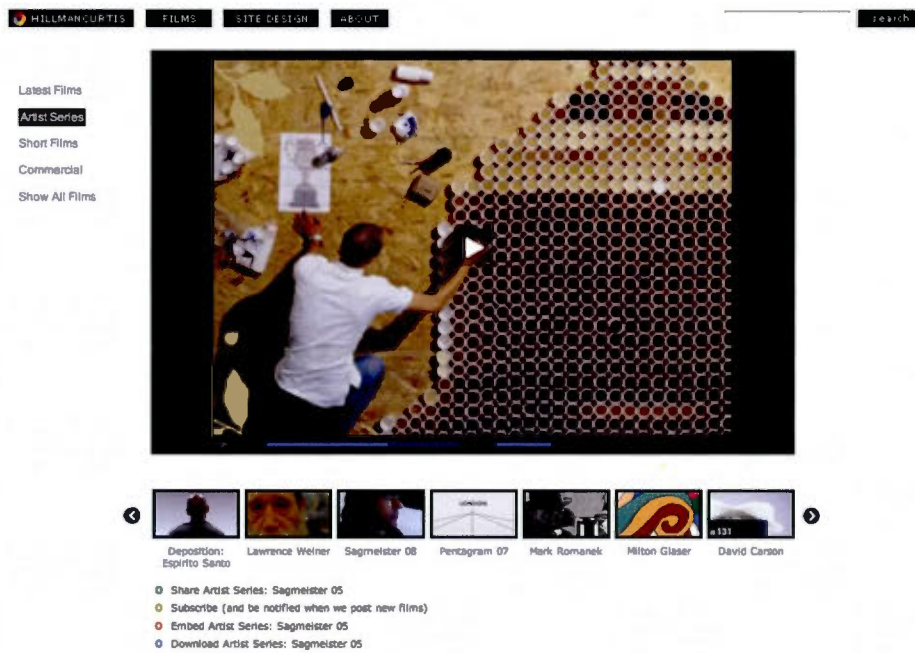 HILLMANCURTIS FILMS SITE DESIGN ABOUT search
Latest Films
Artist Series
Short Films
Commercial
Show All Films
Deposition: Lawrence Weiner Sagmeister 08 Pentagram 07 Mark Romanek Milton Glaser David Carson
Espirito Santo
Share Artist Series: Sagmeister 05
Subscribe (and be notified when we post new films)
Embed Artist Series: Sagmeister 05
Download Artist Series: Sagmeister 05